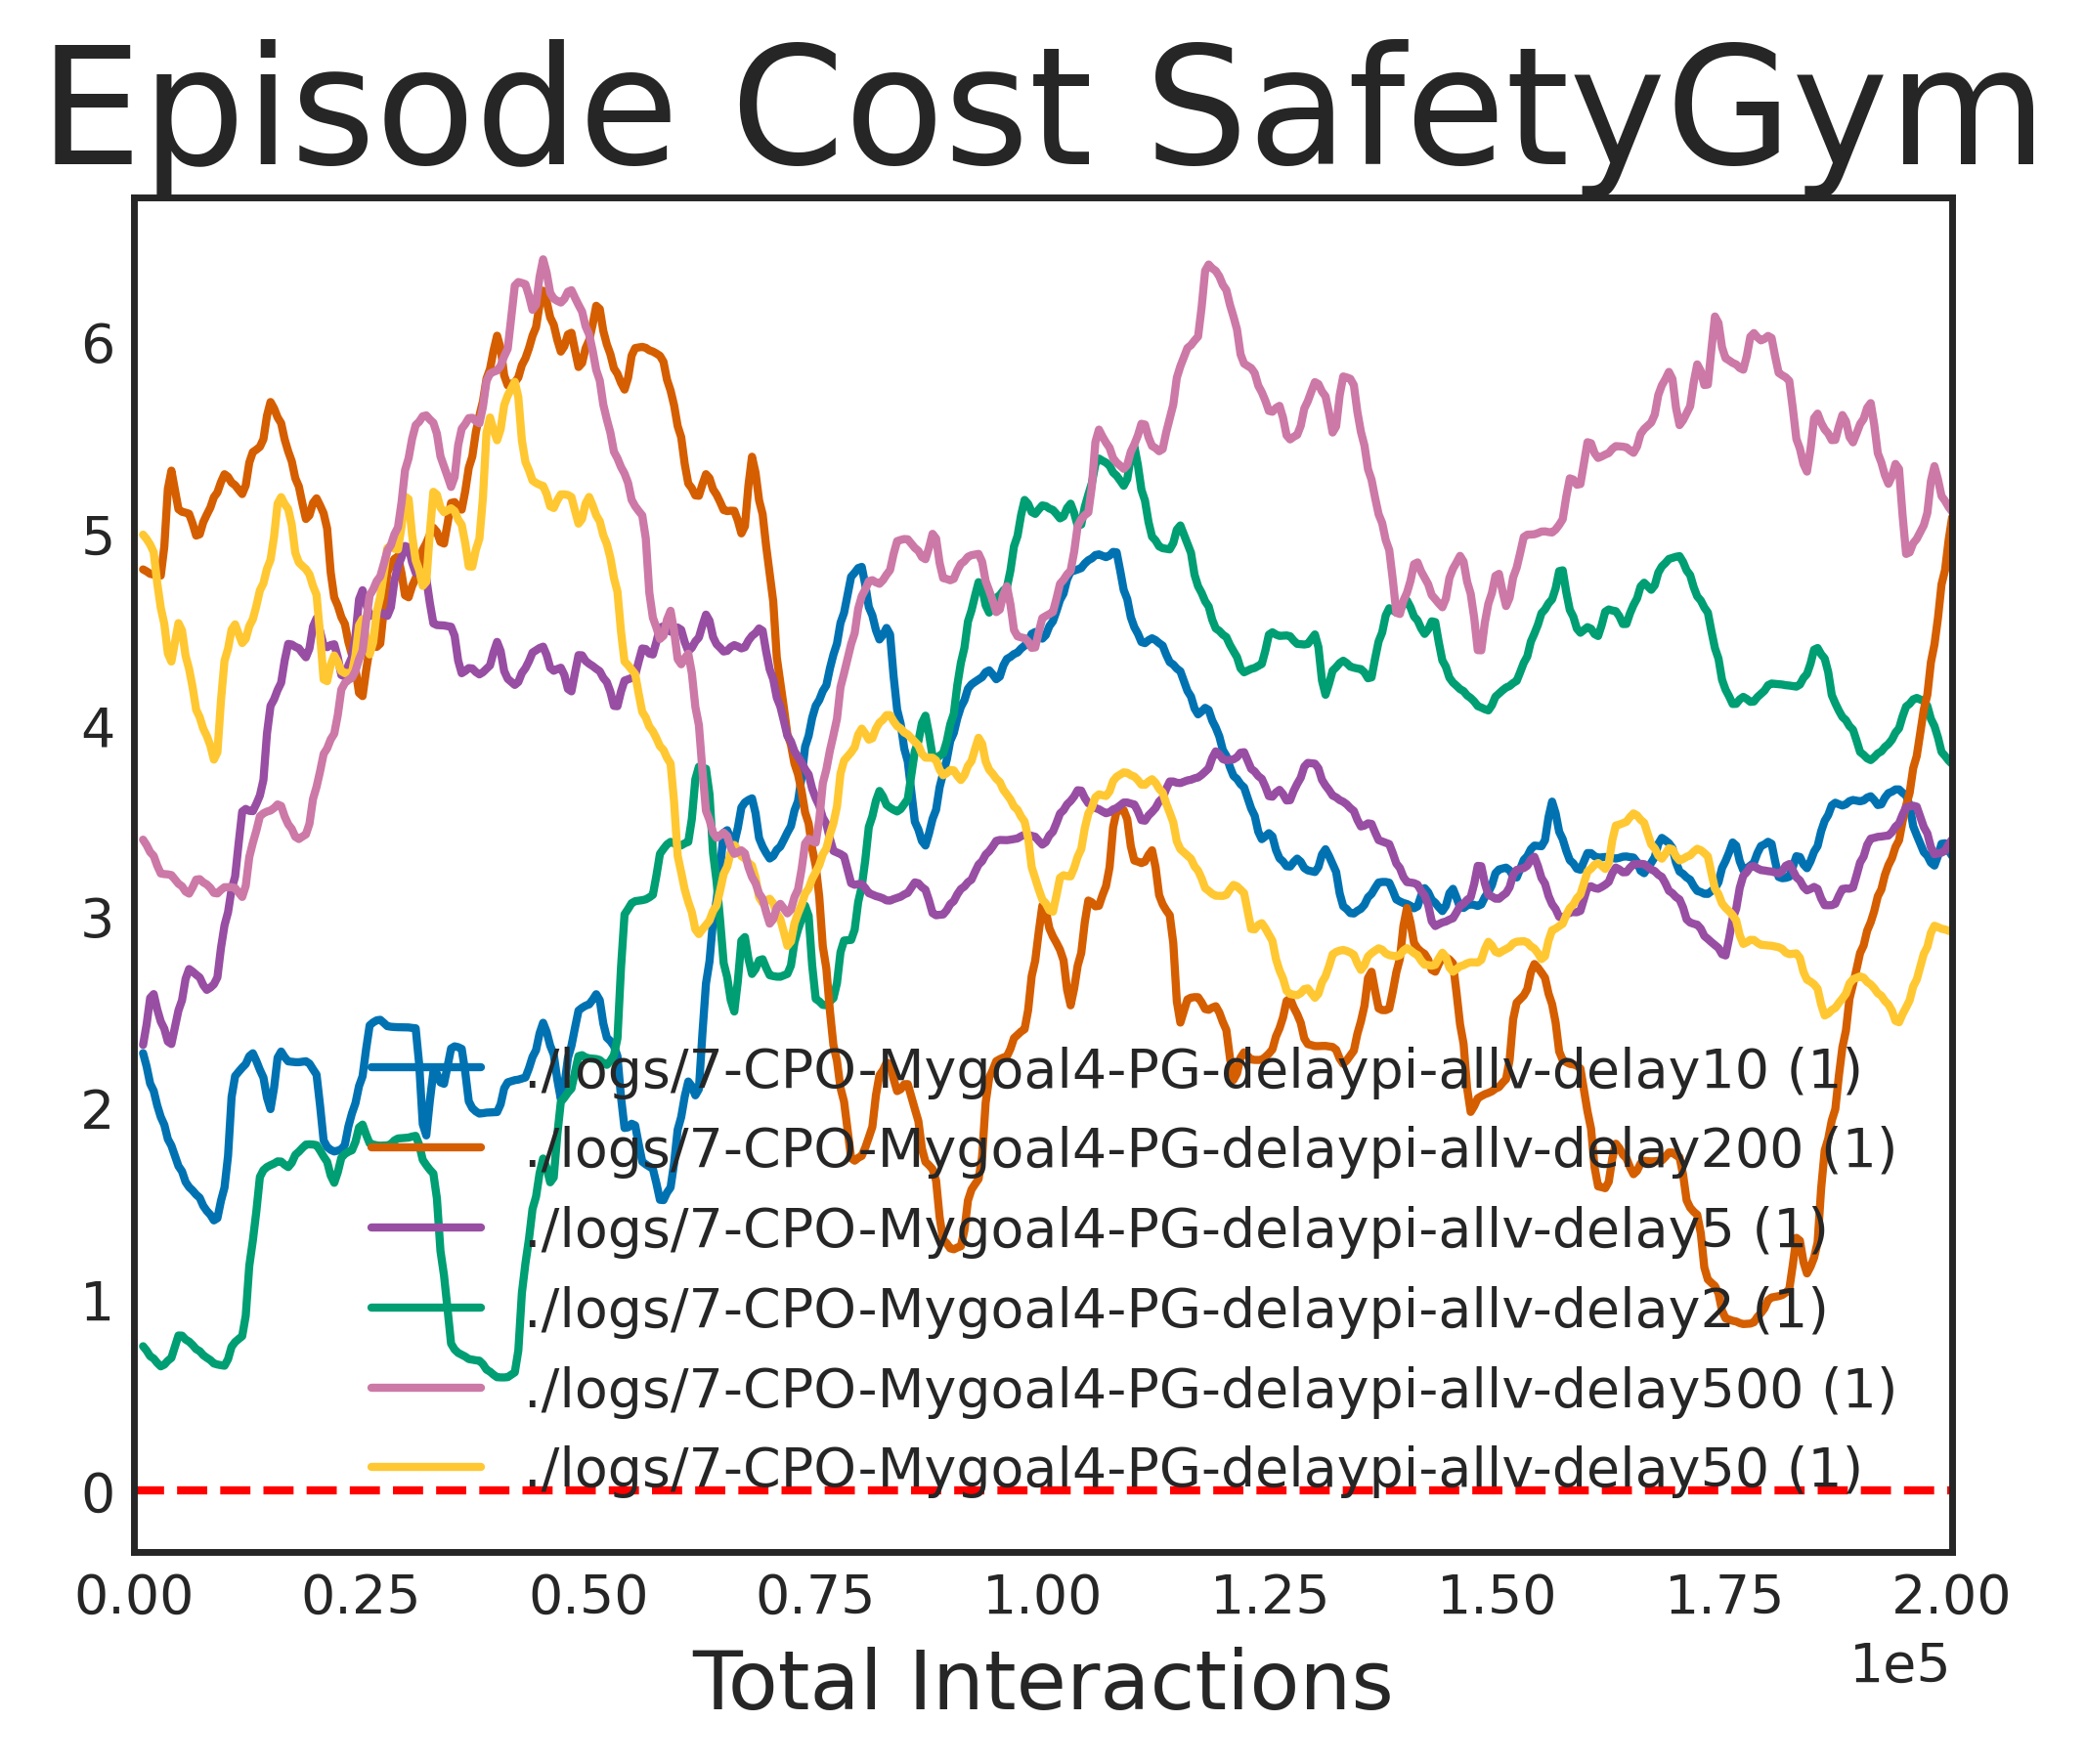 Episode Cost SafetyGym
6
5
4
3
2
1
0
./logs/7-CPO-Mygoal4-PG-delaypi-allv-delay10 (1)
./logs/7-CPO-Mygoal4-PG-delaypi-allv-delay200 (1)
./logs/7-CPO-Mygoal4-PG-delaypi-allv-delay5 (1)
./logs/7-CPO-Mygoal4-PG-delaypi-allv-delay2 (1)
./logs/7-CPO-Mygoal4-PG-delaypi-allv-delay500 (1)
./logs/7-CPO-Mygoal4-PG-delaypi-allv-delay50 (1)
0.00 0.25 0.50 0.75 1.00 1.25 1.50 1.75 2.00
1e5
Total Interactions